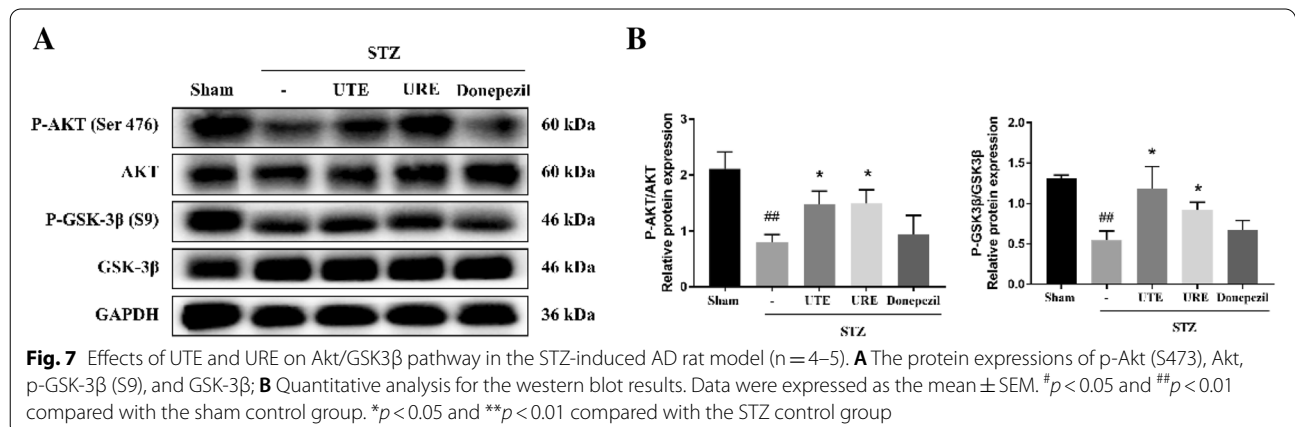 A
STZ
Sham - UTE URE Donepezil
P-AKT (Ser 476) 60 kDa
AKT 60 kDa
P-GSK-3β (S9) 46 kDa
GSK-3β 46 kDa
GAPDH 36 kDa
B
P-AKT/AKT
Relative protein expression
3
2
1
0
##
*
*
Sham - UTE URE Donepezil
STZ
P-GSK3β/GSK3β
Relative protein expression
2.0
1.5
1.0
0.5
0.0
##
*
*
Sham - UTE URE Donepezil
STZ
Fig. 7 Effects of UTE and URE on Akt/GSK3β pathway in the STZ-induced AD rat model (n = 4–5). A The protein expressions of p-Akt (S473), Akt,
p-GSK-3β (S9), and GSK-3β; B Quantitative analysis for the western blot results. Data were expressed as the mean ± SEM. #p < 0.05 and ##p < 0.01
compared with the sham control group. *p < 0.05 and **p < 0.01 compared with the STZ control group